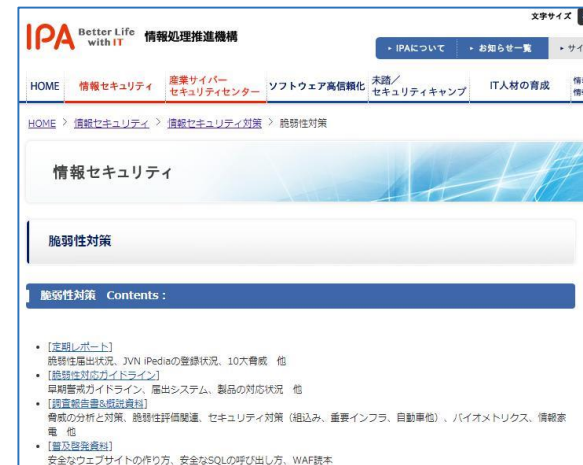 文字サイズ
IPA Better Life with IT 情報処理推進機構
IPAについて お知らせ一覧 サイ
HOME 情報セキュリティ 産業サイバーセキュリティセンター ソフトウェア高信頼化 未踏／セキュリティキャンプ IT人材の育成
HOME > 情報セキュリティ > 情報セキュリティ対策 > 脆弱性対策
情報セキュリティ
脆弱性対策
脆弱性対策 Contents：
• [定期レポート]
脆弱性届出状況、JVN iPediaの登録状況、10大脅威 他
• [脆弱性対応ガイドライン]
早期警戒ガイドライン、届出システム、製品の対応状況 他
• [調査報告書&概説資料]
脅威の分析と対策、脆弱性評価関連、セキュリティ対策（組込み、重要インフラ、自動車他）、バイオメトリクス、情報家
電 他
• [普及啓発資料]
安全なウェブサイトの作り方、安全なSQLの呼び出し方、WAF読本